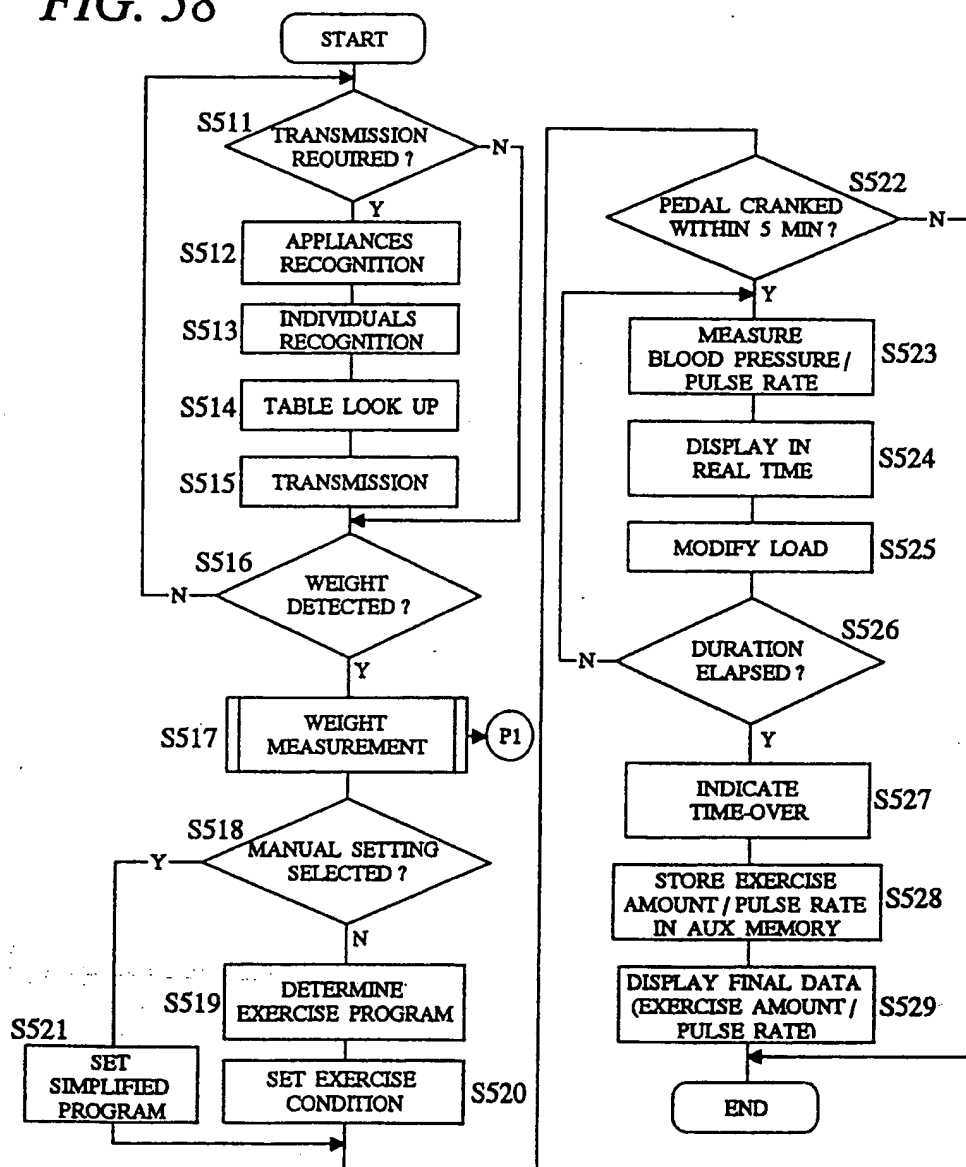 FIG. 58
START
S511
TRANSMISSION
REQUIRED ?
N
Y
S512
APPLIANCES
RECOGNITION
S513
INDIVIDUALS
RECOGNITION
S514
TABLE LOOK UP
S515
TRANSMISSION
S516
WEIGHT
DETECTED ?
N
Y
S517
WEIGHT
MEASUREMENT
P1
S518
MANUAL SETTING
SELECTED ?
Y
N
S519
DETERMINE
EXERCISE PROGRAM
S521
SET
SIMPLIFIED
PROGRAM
SET EXERCISE
CONDITION
S520
S522
PEDAL CRANKED
WITHIN 5 MIN ?
N
Y
MEASURE
BLOOD PRESSURE /
PULSE RATE
S523
DISPLAY IN
REAL TIME
S524
MODIFY LOAD
S525
S526
DURATION
ELAPSED ?
N
Y
INDICATE
TIME-OVER
S527
STORE EXERCISE
AMOUNT / PULSE RATE
IN AUX MEMORY
S528
DISPLAY FINAL DATA
(EXERCISE AMOUNT /
PULSE RATE)
S529
END